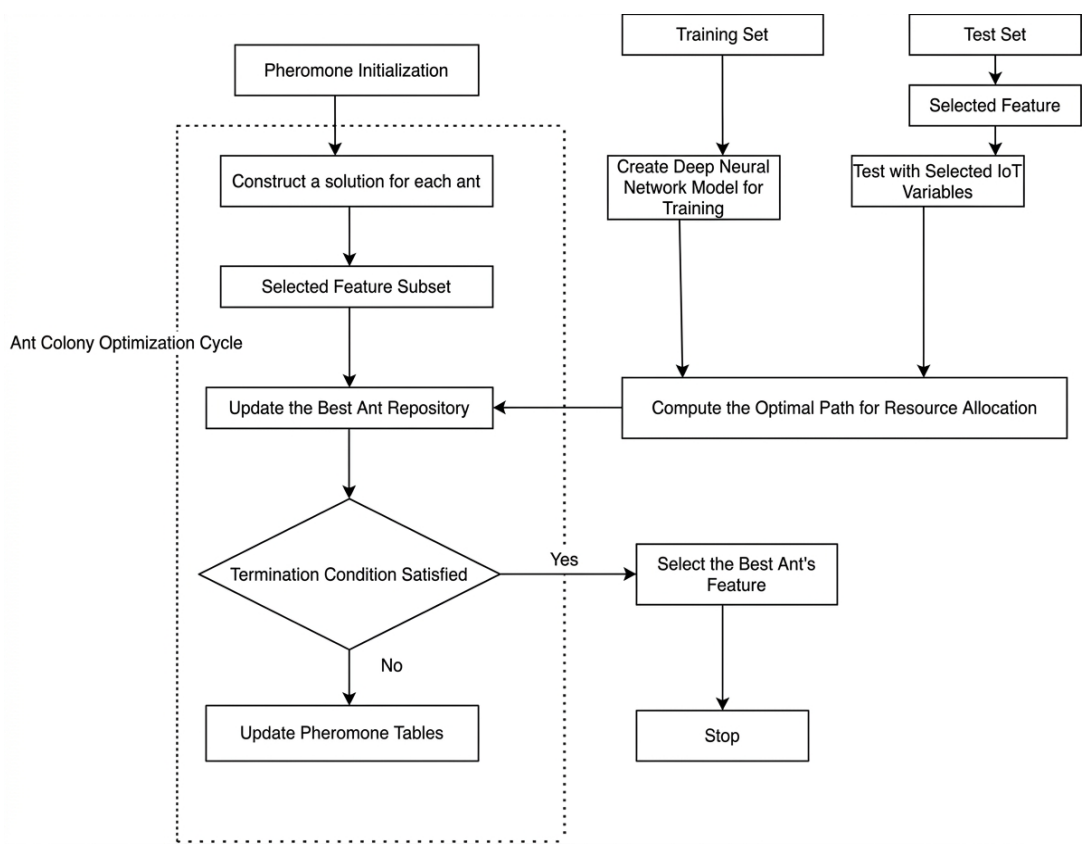 Pheromone Initialization
Training Set
Test Set
Selected Feature
Construct a solution for each ant
Create Deep Neural
Network Model for
Training
Test with Selected IoT
Variables
Selected Feature Subset
Ant Colony Optimization Cycle
Update the Best Ant Repository
Compute the Optimal Path for Resource Allocation
Termination Condition Satisfied
Yes
Select the Best Ant's
Feature
No
Update Pheromone Tables
Stop